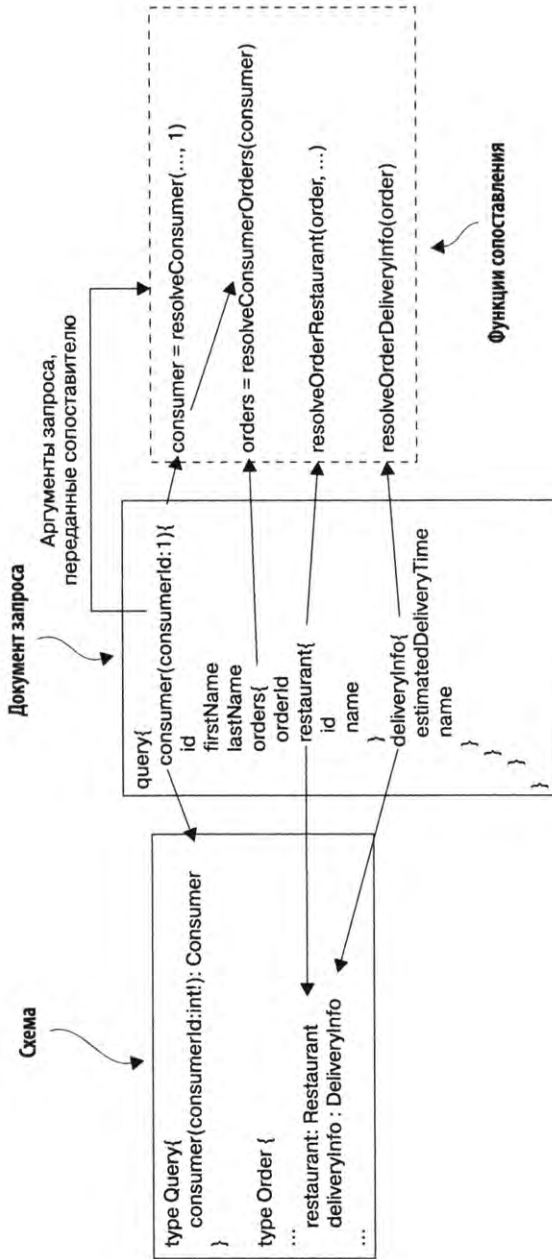 Схема
type Query{
consumer(consumerId:int!): Consumer
}
type Order {
...
restaurant: Restaurant
deliveryInfo : DeliveryInfo
...
Документ запроса
query{
consumer(consumerId:1){
id
firstName
lastName
orders{
orderId
restaurant{
id
name
}
deliveryInfo{
estimatedDeliveryTime
name
}
}
}
}
Аргументы запроса,
переданные сопоставителю
consumer = resolveConsumer(..., 1)
orders = resolveConsumerOrders(consumer)
resolveOrderRestaurant(order, ...)
resolveOrderDeliveryInfo(order)
Функции сопоставления